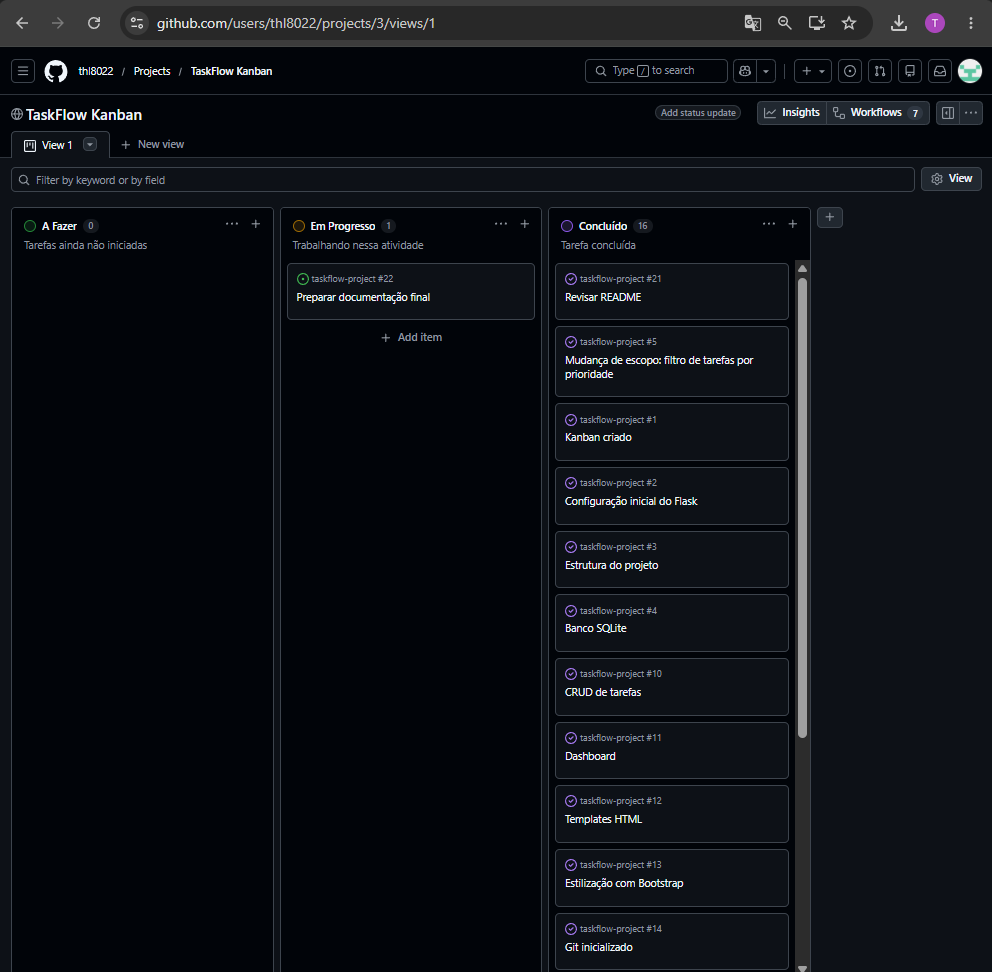 github.com/users/thl8022/projects/3/views/1
T
thl8022 / Projects / TaskFlow Kanban
Type / to search
TaskFlow Kanban
Add status update
Insights
Workflows 7
View 1
New view
Filter by keyword or by field
View
A Fazer 0
Tarefas ainda não iniciadas
Em Progresso 1
Trabalhando nessa atividade
taskflow-project #22
Preparar documentação final
Add item
Concluído 16
Tarefa concluída
taskflow-project #21
Revisar README
taskflow-project #5
Mudança de escopo: filtro de tarefas por
prioridade
taskflow-project #1
Kanban criado
taskflow-project #2
Configuração inicial do Flask
taskflow-project #3
Estrutura do projeto
taskflow-project #4
Banco SQLite
taskflow-project #10
CRUD de tarefas
taskflow-project #11
Dashboard
taskflow-project #12
Templates HTML
taskflow-project #13
Estilização com Bootstrap
taskflow-project #14
Git inicializado